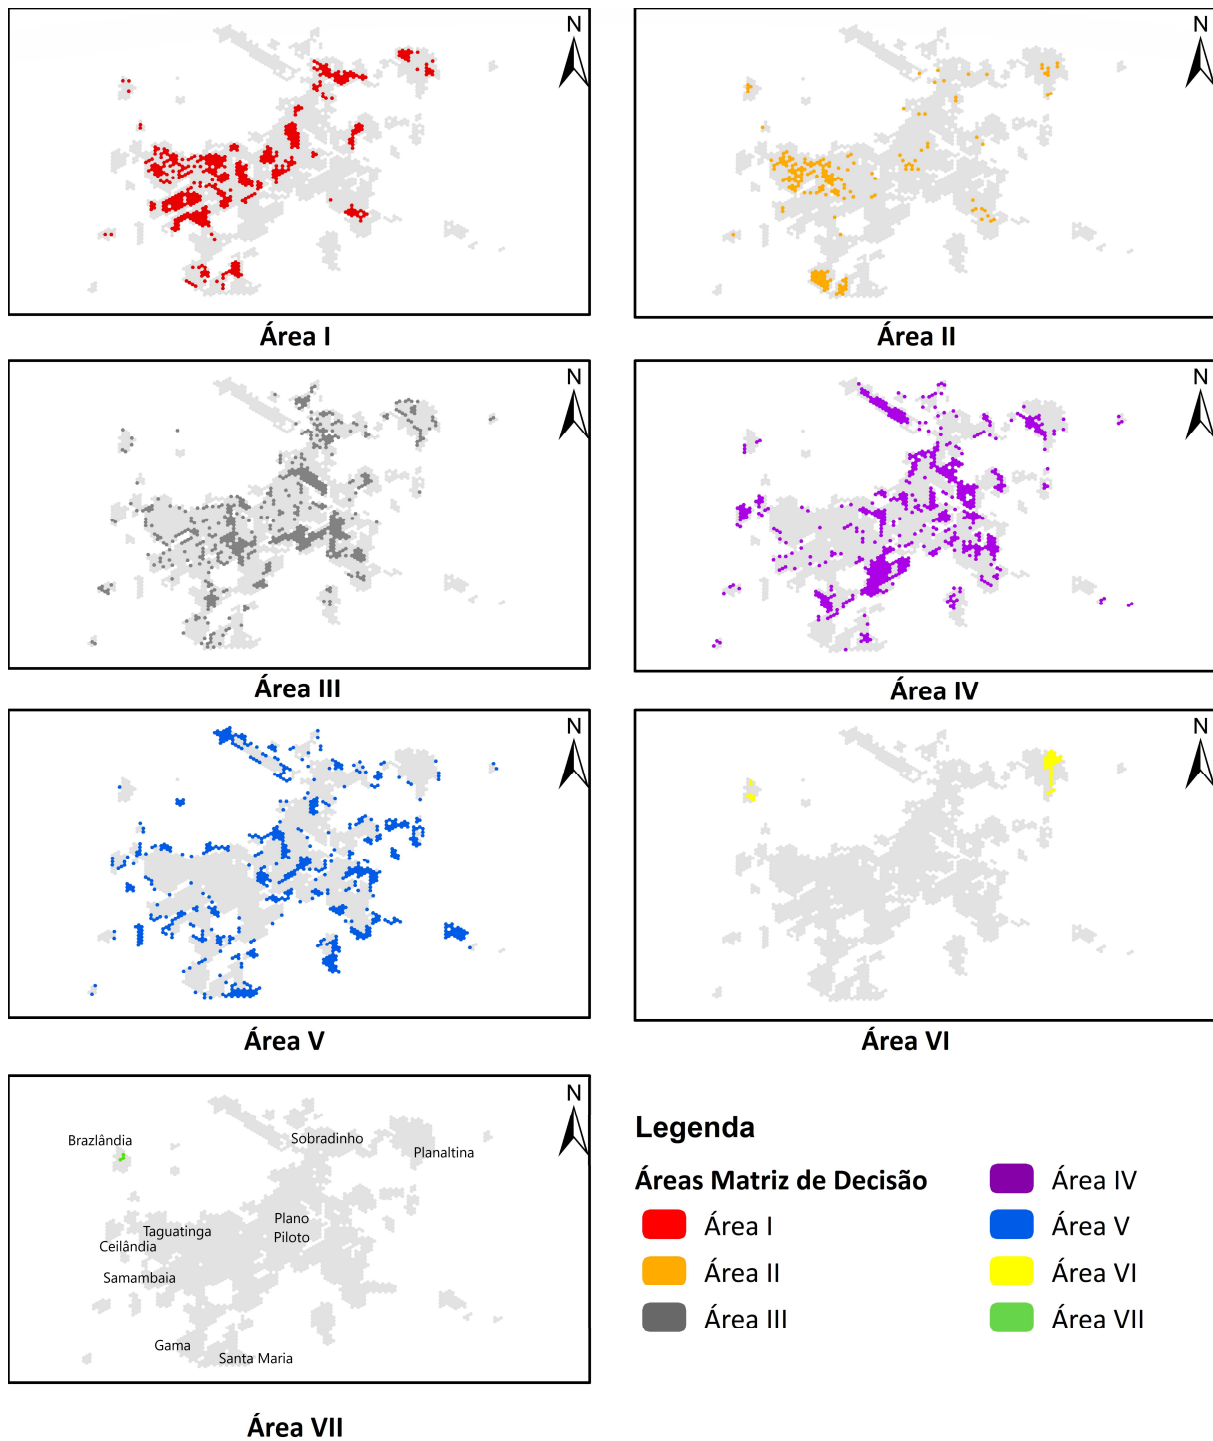 N
N
Área I
Área II
N
N
Área III
Área IV
N
N
Área V
Área VI
N
Brazlândia
Sobradinho
Planaltina
Plano
Piloto
Taguatinga
Ceilândia
Samambaia
Gama
Santa Maria
Área VII
Legenda
Áreas Matriz de Decisão
Área I
Área II
Área III
Área IV
Área V
Área VI
Área VII